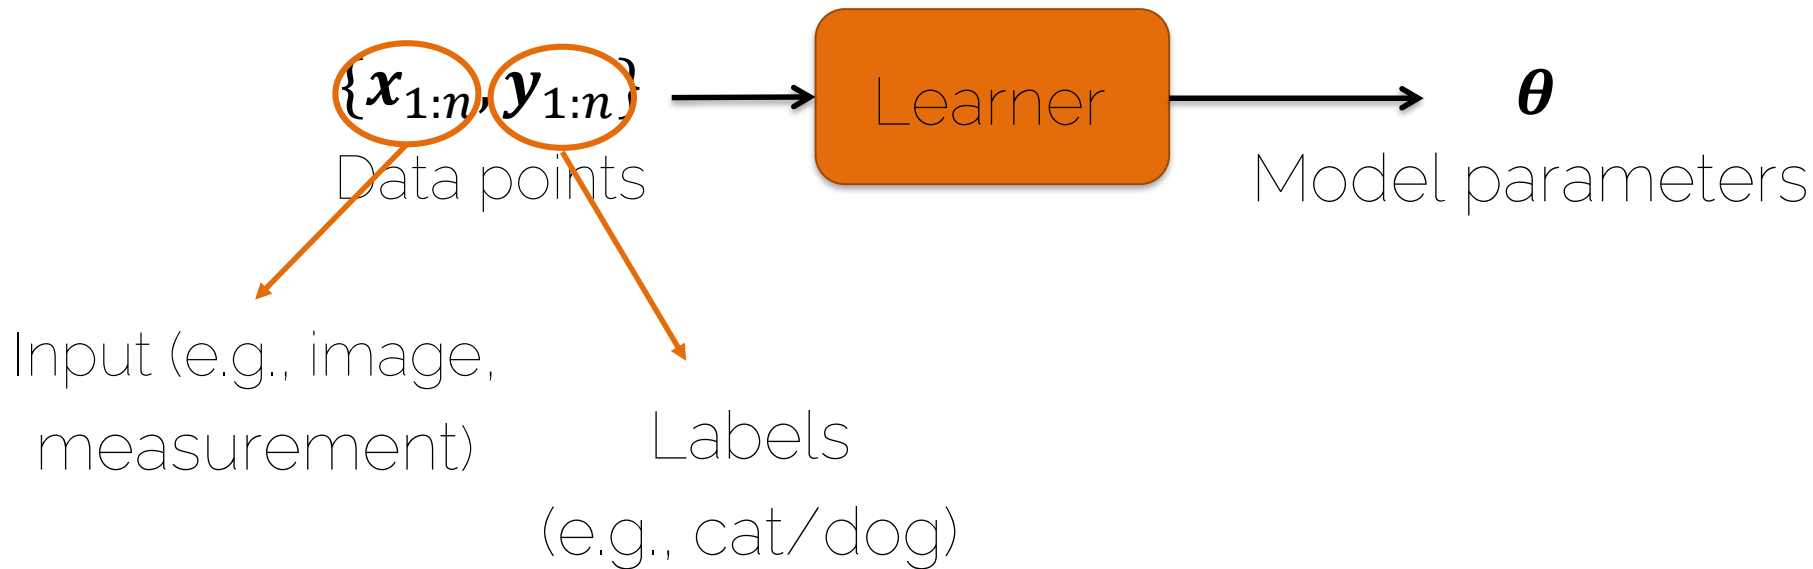 {x1:n, y1:n}
Learner
θ
Data points
Model parameters
Input (e.g., image,
measurement)
Labels
(e.g., cat/dog)